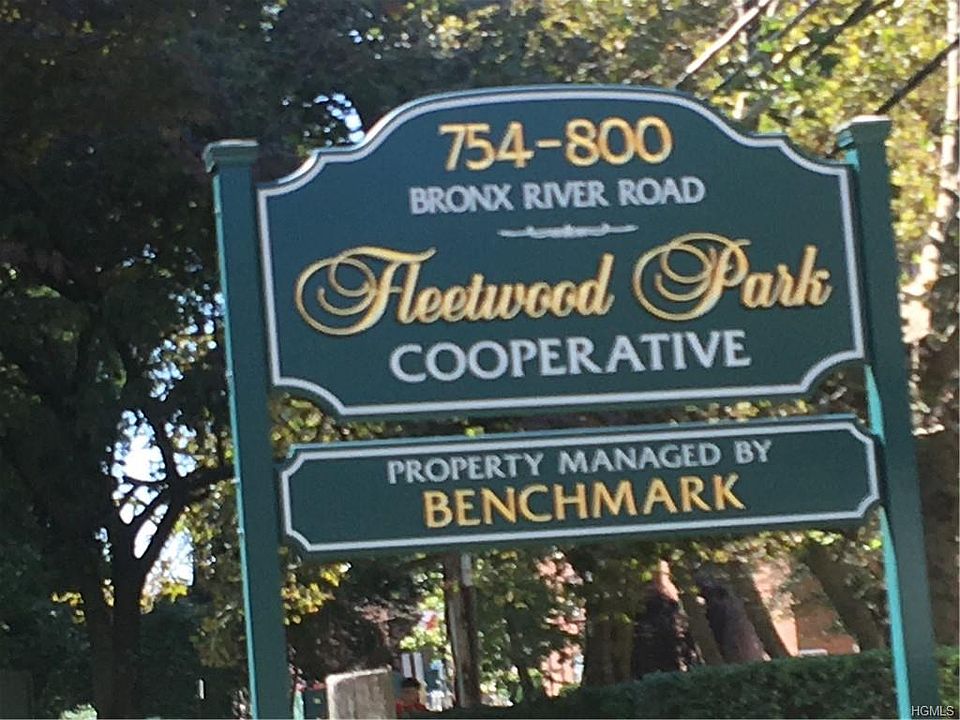 754-800
BRONX RIVER ROAD
Fleetwood Park
COOPERATIVE
PROPERTY MANAGED BY
BENCHMARK
HGMLS